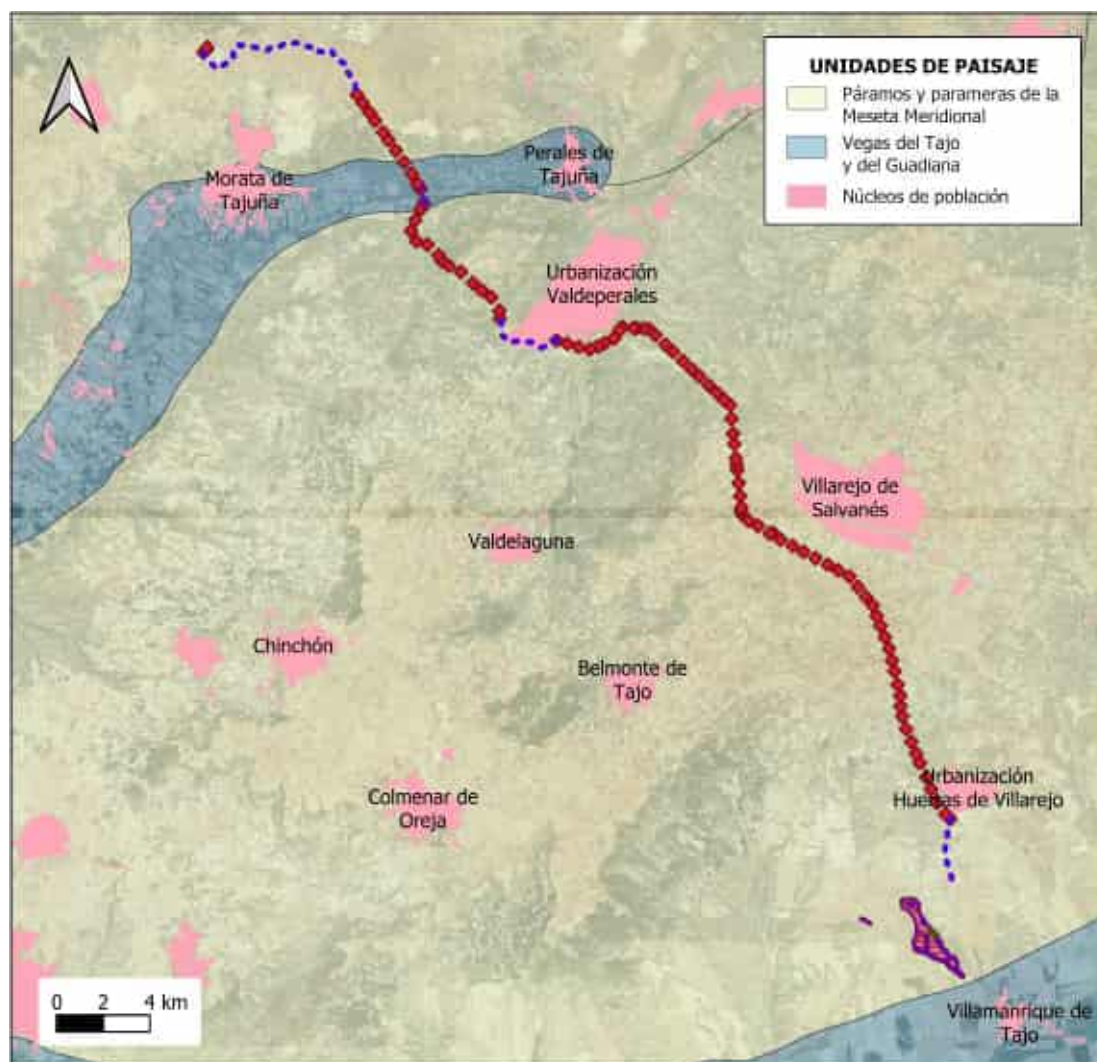 UNIDADES DE PAISAJE
Páramos y parameras de la
Meseta Meridional
Vegas del Tajo
y del Guadiana
Núcleos de población
Perales de
Tajuña
Morata de
Tajuña
Urbanización
Valdeperales
Villarejo de
Salvanés
Valdelaguna
Chinchón
Belmonte de
Tajo
Urbanización
Huertas de Villarejo
Colmenar de
Oreja
0 2 4 km
Villamanrique de
Tajo